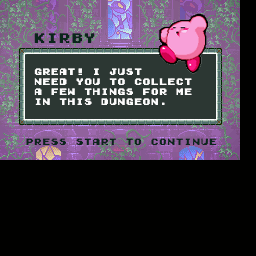 KIRBY
GREAT! I JUST
NEED YOU TO COLLECT
A FEW THINGS FOR ME
IN THIS DUNGEON.
PRESS START TO CONTINUE